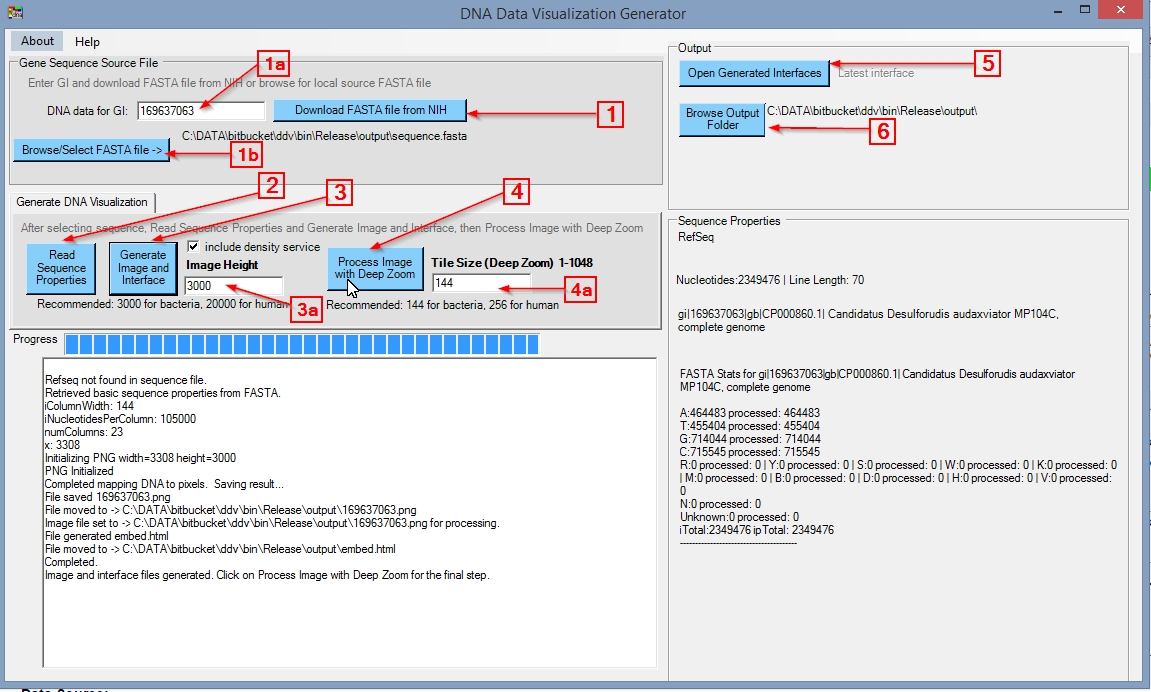 DNA Data Visualization Generator
About Help
Gene Sequence Source File
1a
Enter GI and download FASTA file from NIH or browse for local source FASTA file
DNA data for GI: 169637063 Download FASTA file from NIH
1
C:\DATA\bitbucket\ddv\bin\Release\output\sequence.fasta
Browse/Select FASTA file ->
1b
2
3
4
Generate DNA Visualization
After selecting sequence, Read Sequence Properties and Generate Image and Interface, then Process Image with Deep Zoom
Read
Sequence
Properties
Generate
Image and
Interface
include density service
Image Height
3000
3a
Process Image
with Deep Zoom
Tile Size (Deep Zoom) 1-1048
144
4a
Recommended: 3000 for bacteria, 20000 for human
Recommended: 144 for bacteria, 256 for human
Progress
Refseq not found in sequence file.
Retrieved basic sequence properties from FASTA.
iColumnWidth: 144
iNucleotidesPerColumn: 105000
numColumns: 23
x: 3308
Initializing PNG width=3308 height=3000
PNG Initialized
Completed mapping DNA to pixels. Saving result...
File saved 169637063.png
File moved to -> C:\DATA\bitbucket\ddv\bin\Release\output\169637063.png
Image file set to -> C:\DATA\bitbucket\ddv\bin\Release\output\169637063.png for processing.
File generated embed.html
File moved to -> C:\DATA\bitbucket\ddv\bin\Release\output\embed.html
Completed.
Image and interface files generated. Click on Process Image with Deep Zoom for the final step.
Output
Open Generated Interfaces
Latest interface
5
Browse Output
Folder
C:\DATA\bitbucket\ddv\bin\Release\output\
6
Sequence Properties
RefSeq
Nucleotides:2349476 | Line Length: 70
gi|169637063|gb|CP000860.1| Candidatus Desulforudis audaxviator MP104C,
complete genome
FASTA Stats for gi|169637063|gb|CP000860.1| Candidatus Desulforudis audaxviator
MP104C, complete genome
A:464483 processed: 464483
T:455404 processed: 455404
G:714044 processed: 714044
C:715545 processed: 715545
R:0 processed: 0 | Y:0 processed: 0 | S:0 processed: 0 | W:0 processed: 0 | K:0 processed: 0
| M:0 processed: 0 | B:0 processed: 0 | D:0 processed: 0 | H:0 processed: 0 | V:0 processed:
0
N:0 processed: 0
Unknown:0 processed: 0
iTotal:2349476 ipTotal: 2349476
----------------------------------------